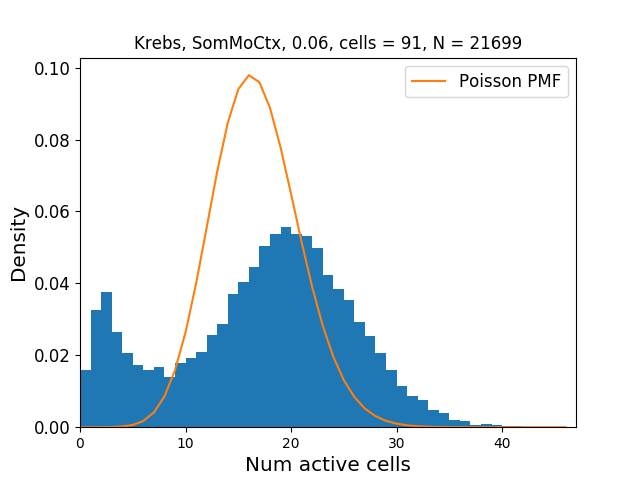 Krebs, SomMoCtx, 0.06, cells = 91, N = 21699
Poisson PMF
0.10
0.08
0.06
0.04
0.02
0.00
Density
0 10 20 30 40
Num active cells